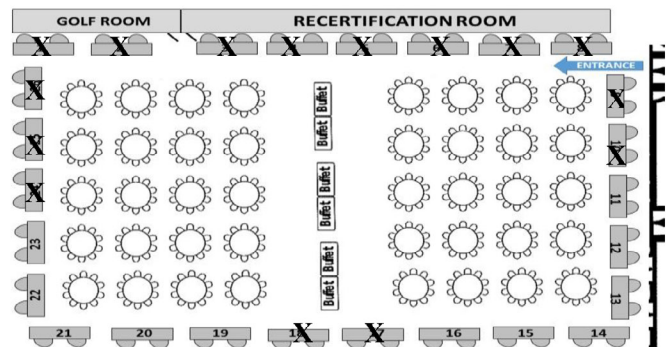 GOLF ROOM
RECERTIFICATION ROOM
X
X
X
X
X
X
X
X
ENTRANCE
X
X
X
X
X
Buffet
Buffet
Buffet
Buffet
Buffet
Buffet
11
12
13
23
22
21
20
19
X
X
16
15
14